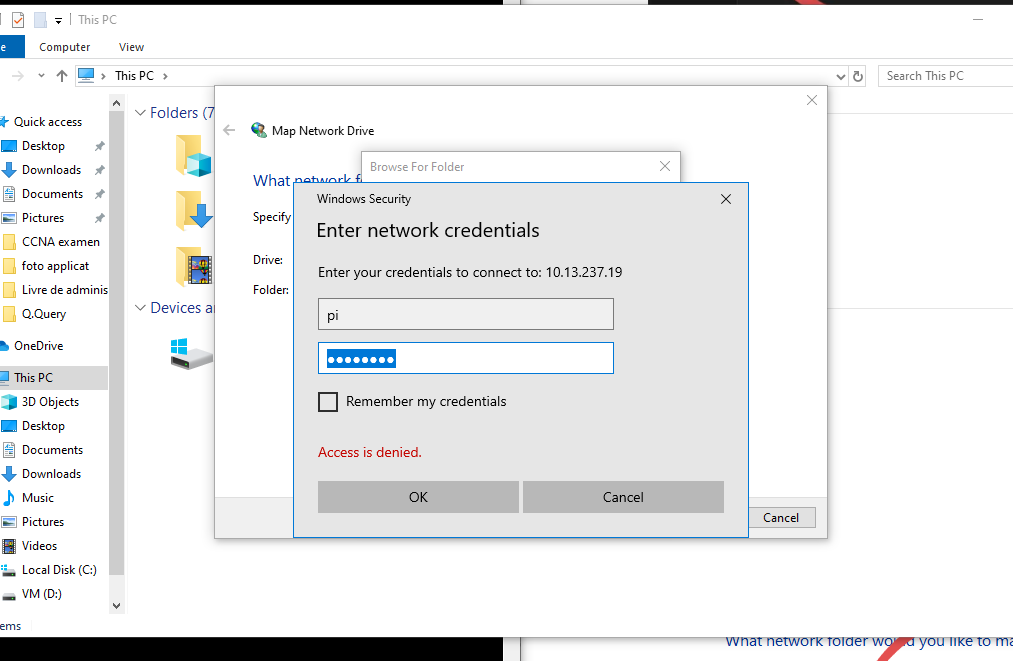 This PC
e
Computer
View
This PC
Search This PC
Quick access
Desktop
Downloads
Documents
Pictures
CCNA examen
foto applicat
Livre de adminis
Q.Query
OneDrive
This PC
3D Objects
Desktop
Documents
Downloads
Music
Pictures
Videos
Local Disk (C:)
VM (D:)
ems
Folders (7
Devices a
Map Network Drive
What network f
Specify
Drive:
Folder:
Cancel
Browse For Folder
Windows Security
Enter network credentials
Enter your credentials to connect to: 10.13.237.19
pi
Remember my credentials
Access is denied.
OK
Cancel
What network folder would you like to ma